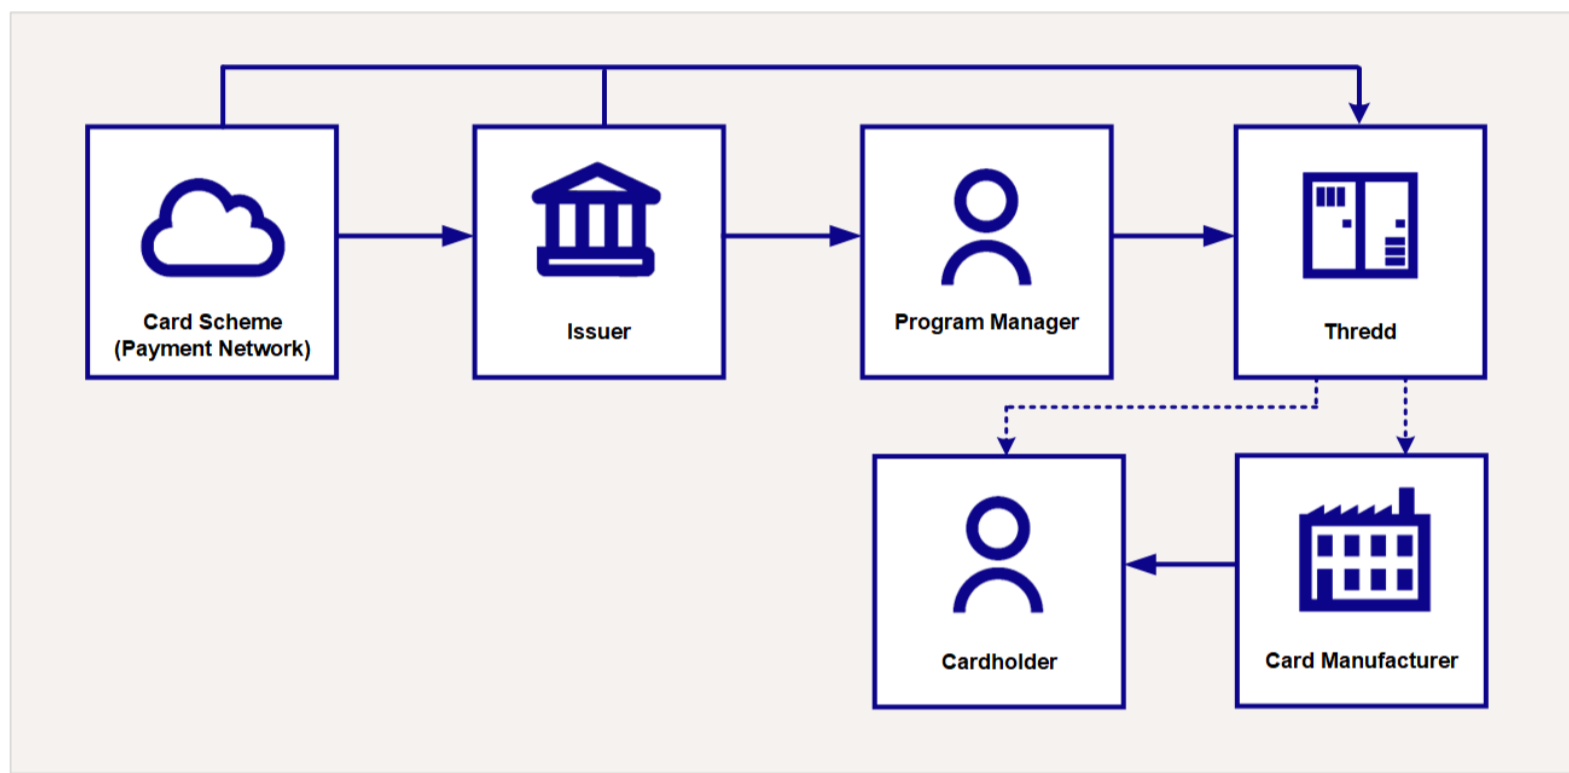 Card Scheme
(Payment Network)
Issuer
Program Manager
Thredd
Cardholder
Card Manufacturer